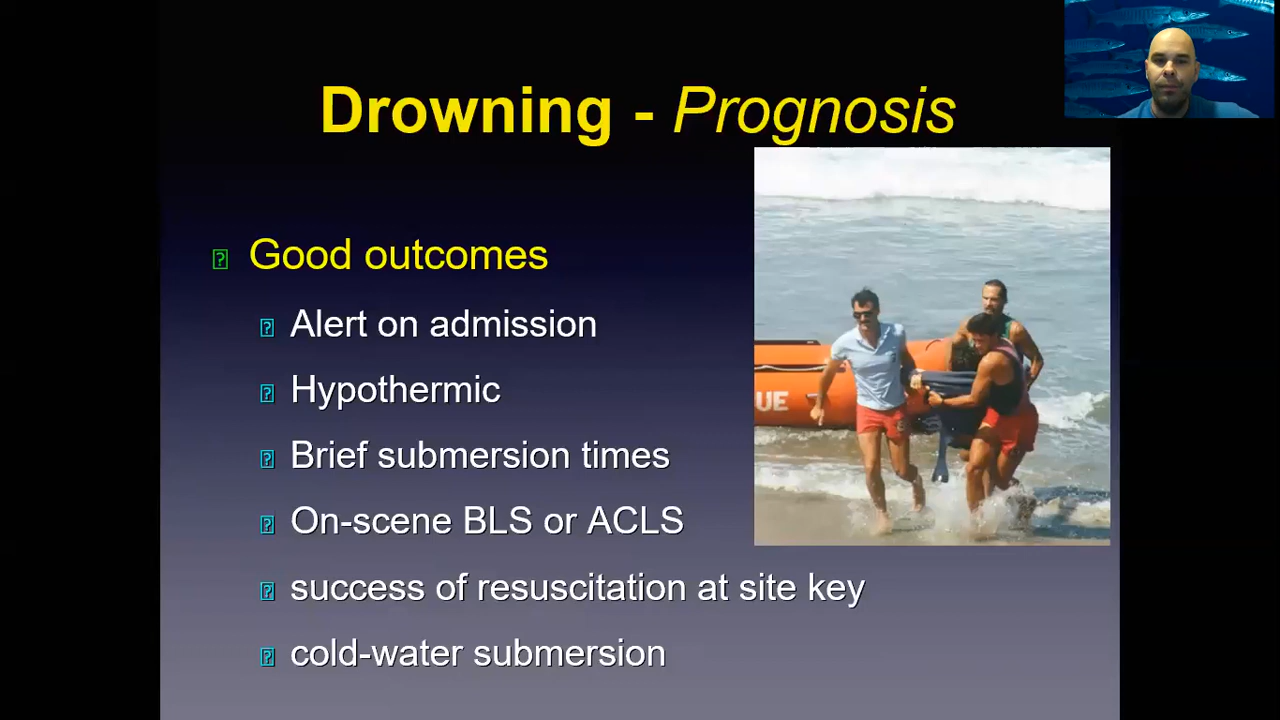 Drowning - Prognosis
Good outcomes
Alert on admission
Hypothermic
Brief submersion times
On-scene BLS or ACLS
success of resuscitation at site key
cold-water submersion
UE